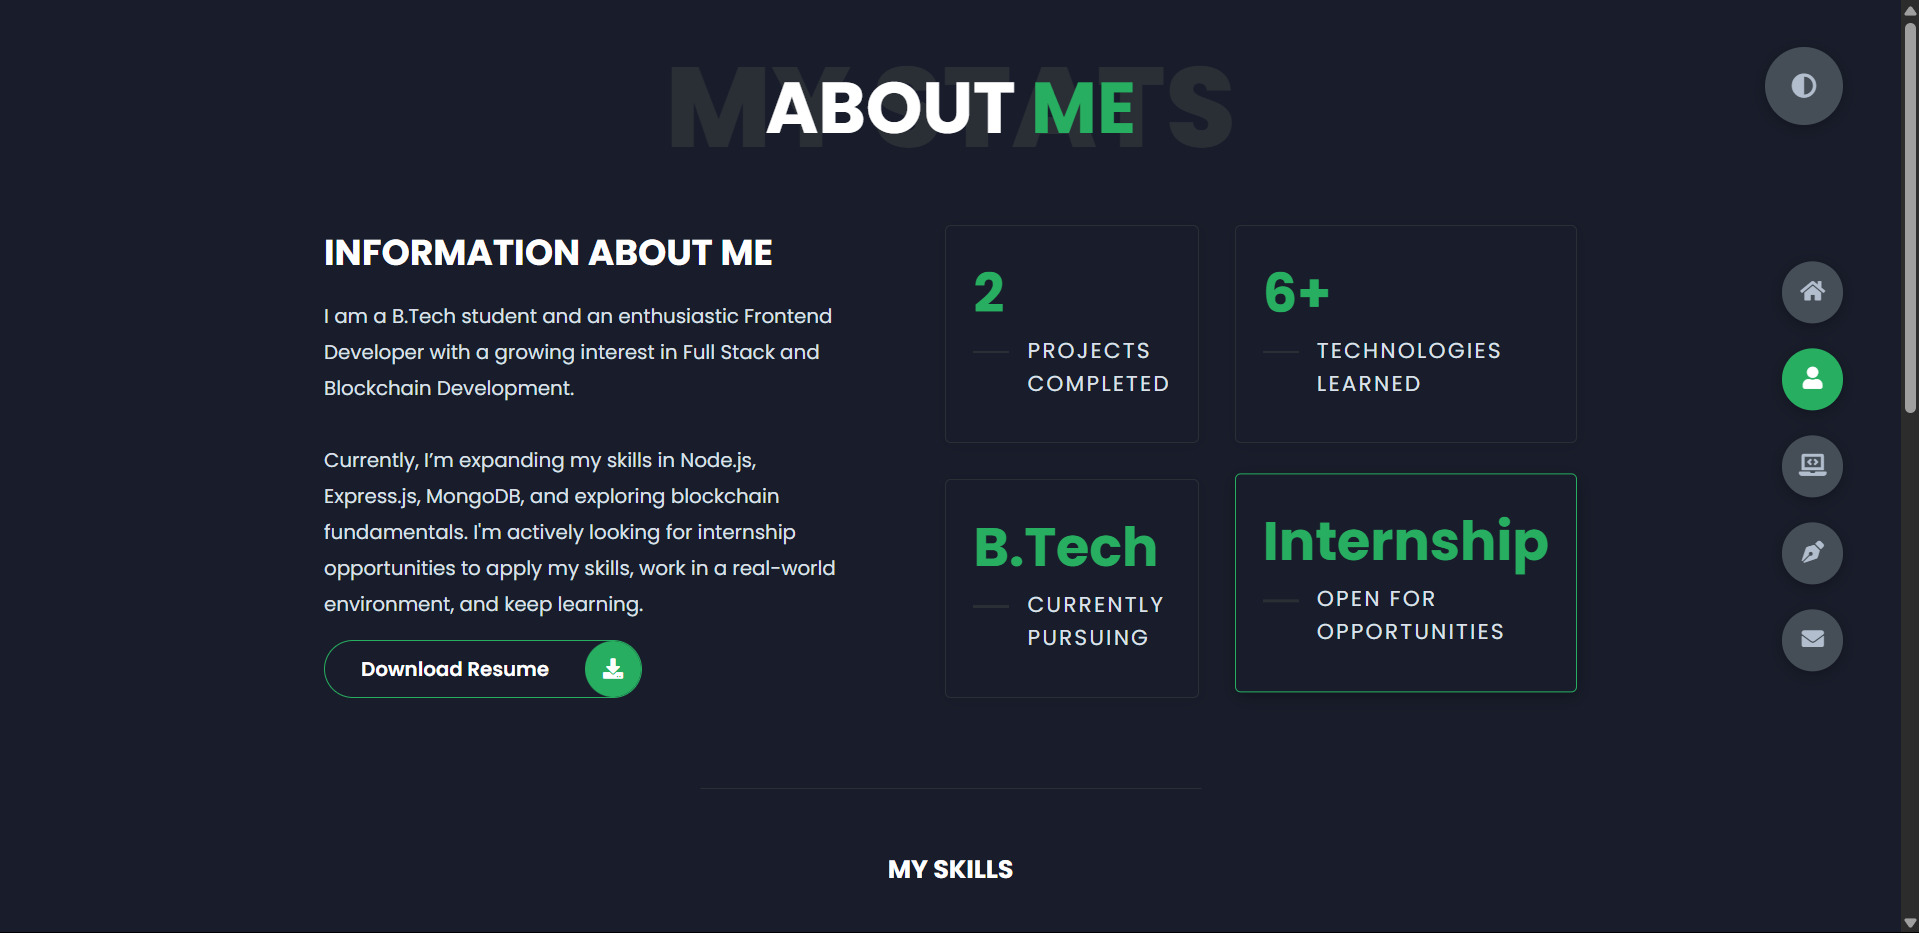 MY STATS
ABOUT ME
INFORMATION ABOUT ME
I am a B.Tech student and an enthusiastic Frontend
Developer with a growing interest in Full Stack and
Blockchain Development.
Currently, I’m expanding my skills in Node.js,
Express.js, MongoDB, and exploring blockchain
fundamentals. I'm actively looking for internship
opportunities to apply my skills, work in a real-world
environment, and keep learning.
Download Resume
2
PROJECTS
COMPLETED
6+
TECHNOLOGIES
LEARNED
B.Tech
CURRENTLY
PURSUING
Internship
OPEN FOR
OPPORTUNITIES
MY SKILLS